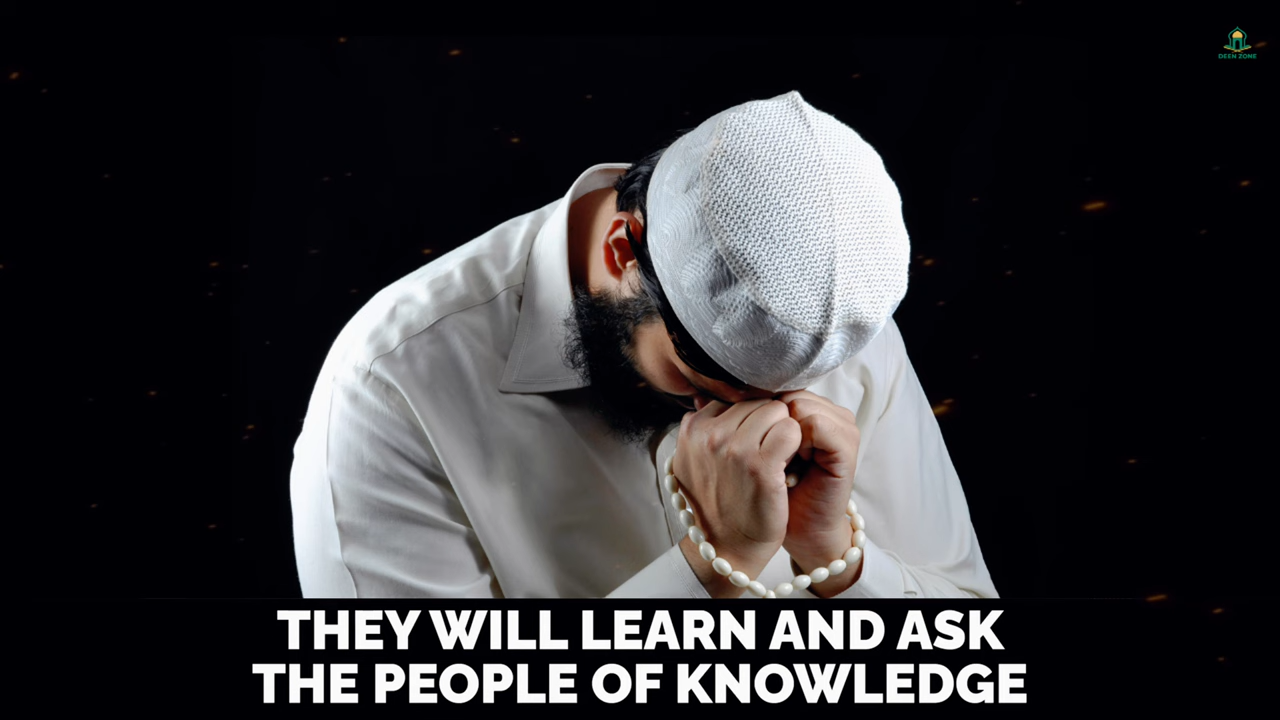 DEEN ZONE
THEY WILL LEARN AND ASK
THE PEOPLE OF KNOWLEDGE